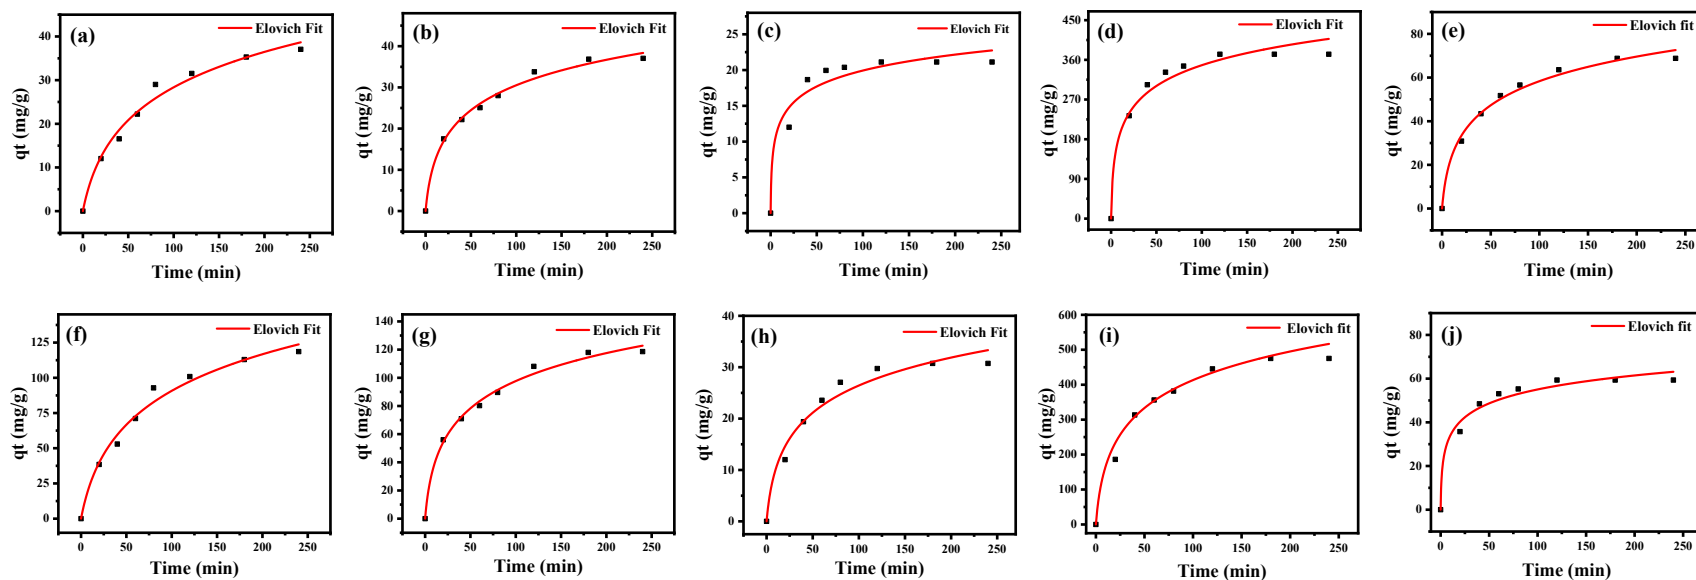 (a)
Elovich Fit
40
30
20
10
0
qt (mg/g)
0 50 100 150 200 250
Time (min)
(b)
Elovich Fit
40
30
20
10
0
qt (mg/g)
0 50 100 150 200 250
Time (min)
(c)
Elovich Fit
25
20
15
10
5
0
qt (mg/g)
0 50 100 150 200 250
Time (min)
(d)
Elovich Fit
450
360
270
180
90
0
qt (mg/g)
0 50 100 150 200 250
Time (min)
(e)
Elovich fit
80
60
40
20
0
qt (mg/g)
0 50 100 150 200 250
Time (min)
(f)
Elovich Fit
125
100
75
50
25
0
qt (mg/g)
0 50 100 150 200 250
Time (min)
(g)
Elovich Fit
140
120
100
80
60
40
20
0
qt (mg/g)
0 50 100 150 200 250
Time (min)
(h)
Elovich Fit
40
30
20
10
0
qt (mg/g)
0 50 100 150 200 250
Time (min)
(i)
Elovich fit
600
500
400
300
200
100
0
qt (mg/g)
0 50 100 150 200 250
Time (min)
(j)
Elovich fit
80
60
40
20
0
qt (mg/g)
0 50 100 150 200 250
Time (min)